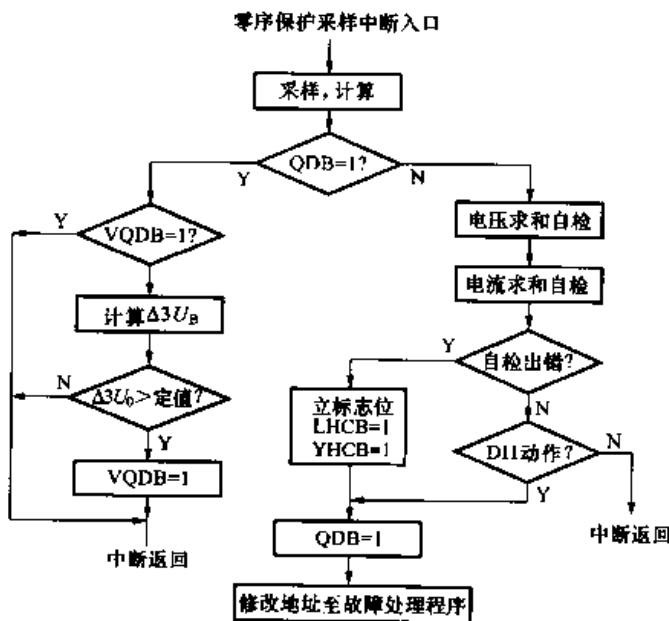 零序保护采样中断入口
采样，计算
QDB=1?
Y
N
Y
VQDB=1?
电压求和自检
计算Δ3U_B
电流求和自检
Y
自检出错?
N
Δ3U₀>定值?
立标志位
LHCB=1
YHCB=1
N
Y
DI1动作?
N
VQDB=1
Y
中断返回
QDB=1
中断返回
修改地址至故障处理程序